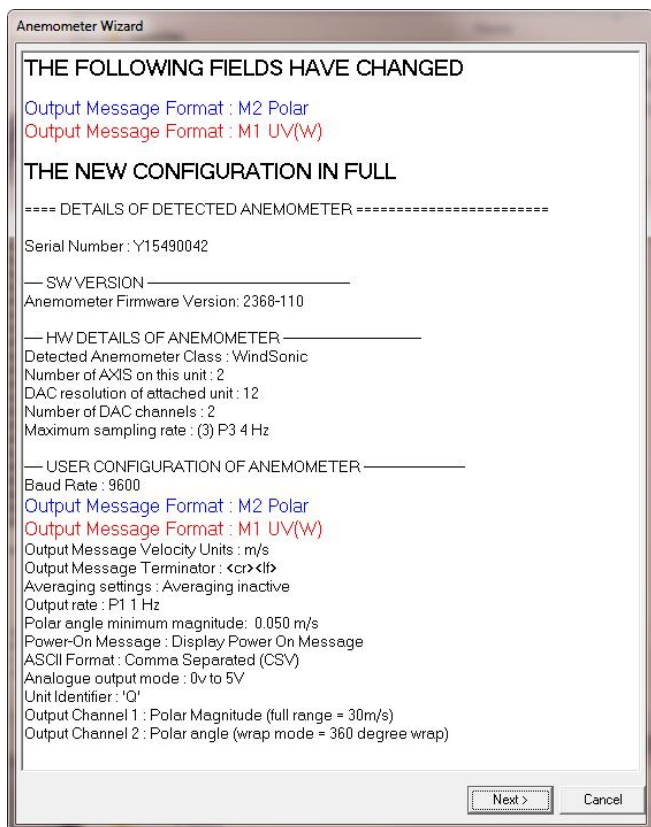 Anemometer Wizard
THE FOLLOWING FIELDS HAVE CHANGED
Output Message Format : M2 Polar
Output Message Format : M1 UV(W)
THE NEW CONFIGURATION IN FULL
==== DETAILS OF DETECTED ANEMOMETER ========================
Serial Number : Y15490042
— SW VERSION —————————————
Anemometer Firmware Version: 2368-110
— HW DETAILS OF ANEMOMETER —————————
Detected Anemometer Class : WindSonic
Number of AXIS on this unit : 2
DAC resolution of attached unit : 12
Number of DAC channels : 2
Maximum sampling rate : (3) P3 4 Hz
— USER CONFIGURATION OF ANEMOMETER ———————
Baud Rate : 9600
Output Message Format : M2 Polar
Output Message Format : M1 UV(W)
Output Message Velocity Units : m/s
Output Message Terminator : <cr><lf>
Averaging settings : Averaging inactive
Output rate : P1 1 Hz
Polar angle minimum magnitude: 0.050 m/s
Power-On Message : Display Power On Message
ASCII Format : Comma Separated (CSV)
Analogue output mode : 0v to 5V
Unit Identifier : 'Q'
Output Channel 1 : Polar Magnitude (full range = 30m/s)
Output Channel 2 : Polar angle (wrap mode = 360 degree wrap)
Next >
Cancel